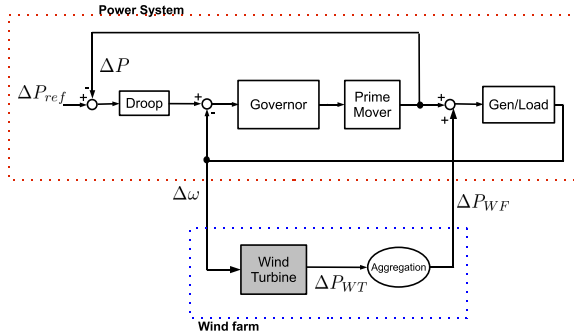 Power System
ΔP
ΔP_ref
+
-
Droop
+
-
Governor
Prime
Mover
+
+
Gen/Load
Δω
ΔP_WF
Wind
Turbine
ΔP_WT
Aggregation
Wind farm